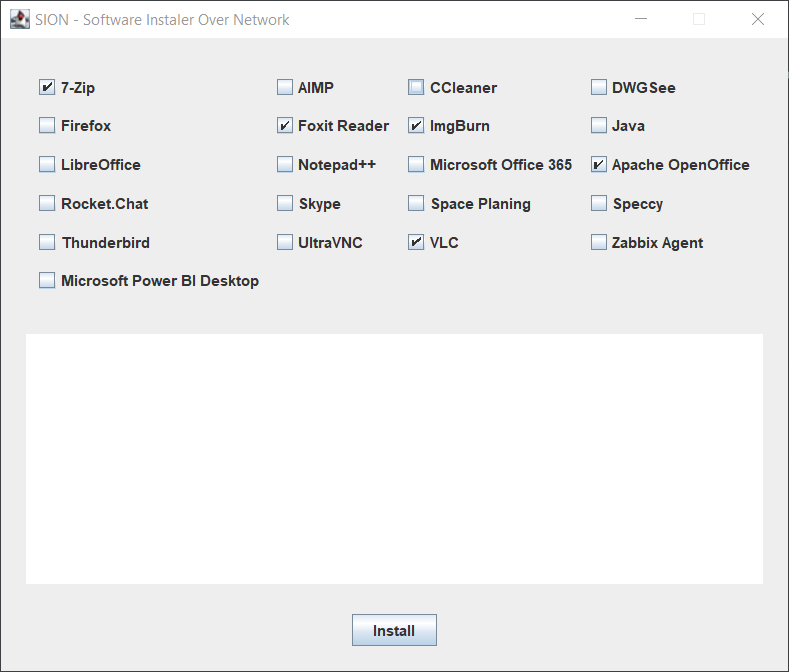 SION - Software Instaler Over Network
7-Zip AIMP CCleaner DWGSee
Firefox Foxit Reader ImgBurn Java
LibreOffice Notepad++ Microsoft Office 365 Apache OpenOffice
Rocket.Chat Skype Space Planing Speccy
Thunderbird UltraVNC VLC Zabbix Agent
Microsoft Power BI Desktop
Install